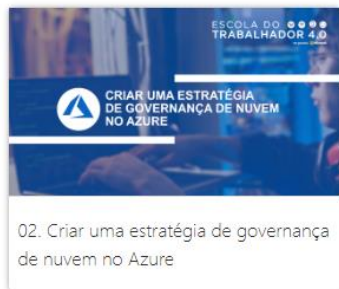 ESCOLA DO
TRABALHADOR 4.0
CRIAR UMA ESTRATÉGIA
DE GOVERNANÇA DE NUVEM
NO AZURE
02. Criar uma estratégia de governança
de nuvem no Azure